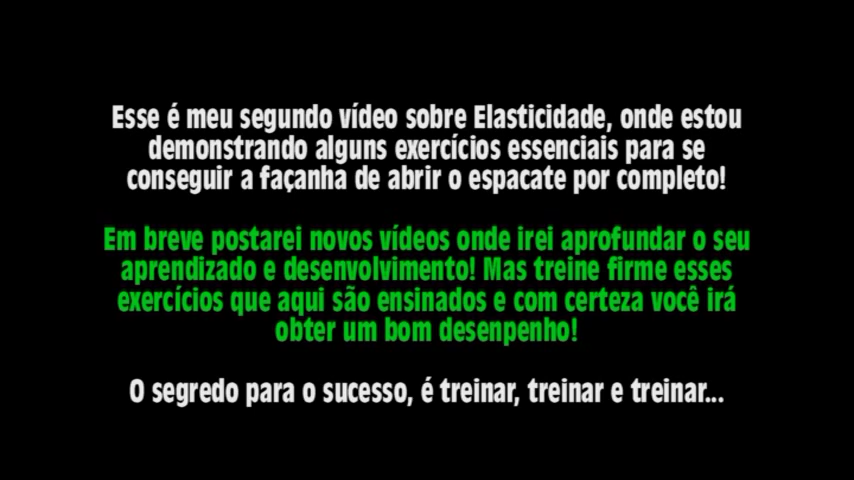 Esse é meu segundo vídeo sobre Elasticidade, onde estou
demonstrando alguns exercícios essenciais para se
conseguir a façanha de abrir o espacate por completo!
Em breve postarei novos vídeos onde irei aprofundar o seu
aprendizado e desenvolvimento! Mas treine firme esses
exercícios que aqui são ensinados e com certeza você irá
obter um bom desenpenho!
O segredo para o sucesso, é treinar, treinar e treinar...